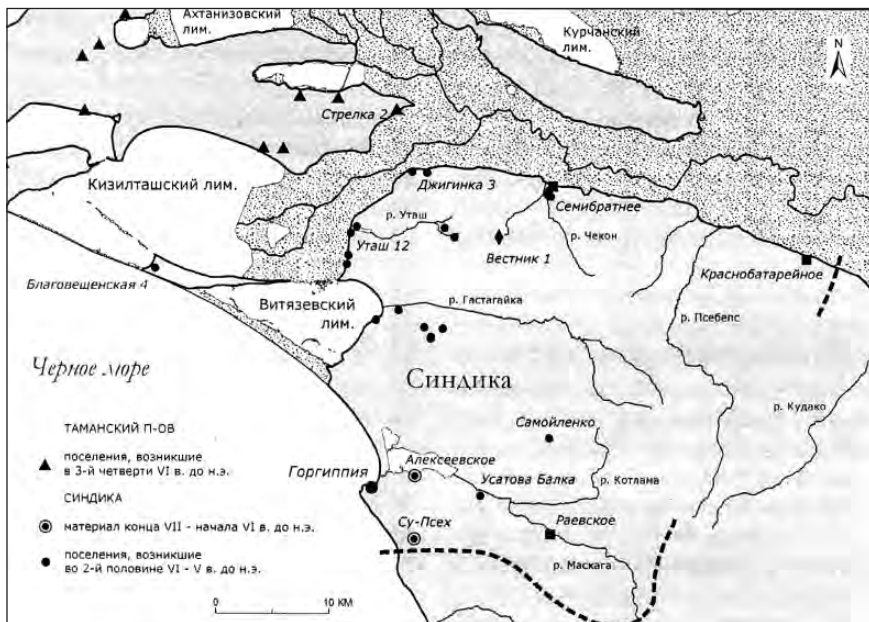 Ахтанизовский
лим.
Курчанский
лим.
N
Стрелка 2
Кизилташский лим.
Джигинка 3
Семибратнее
р. Уташ
Уташ 12
р. Чекон
Вестник 1
Краснобатарейное
Благовещенская 4
Витязевский
лим.
р. Гастагайка
р. Псебепс
Черное море
Синдика
р. Кудако
ТАМАНСКИЙ П-ОВ
поселения, возникшие
в 3-й четверти VI в. до н.э.
СИНДИКА
материал конца VII - начала VI в. до н.э.
поселения, возникшие
во 2-й половине VI - V в. до н.э.
0 10 КМ
Самойленко
Алексеевское
Горгиппия
Усатова Балка
р. Котлама
Су-Псех
Раевское
р. Маскага